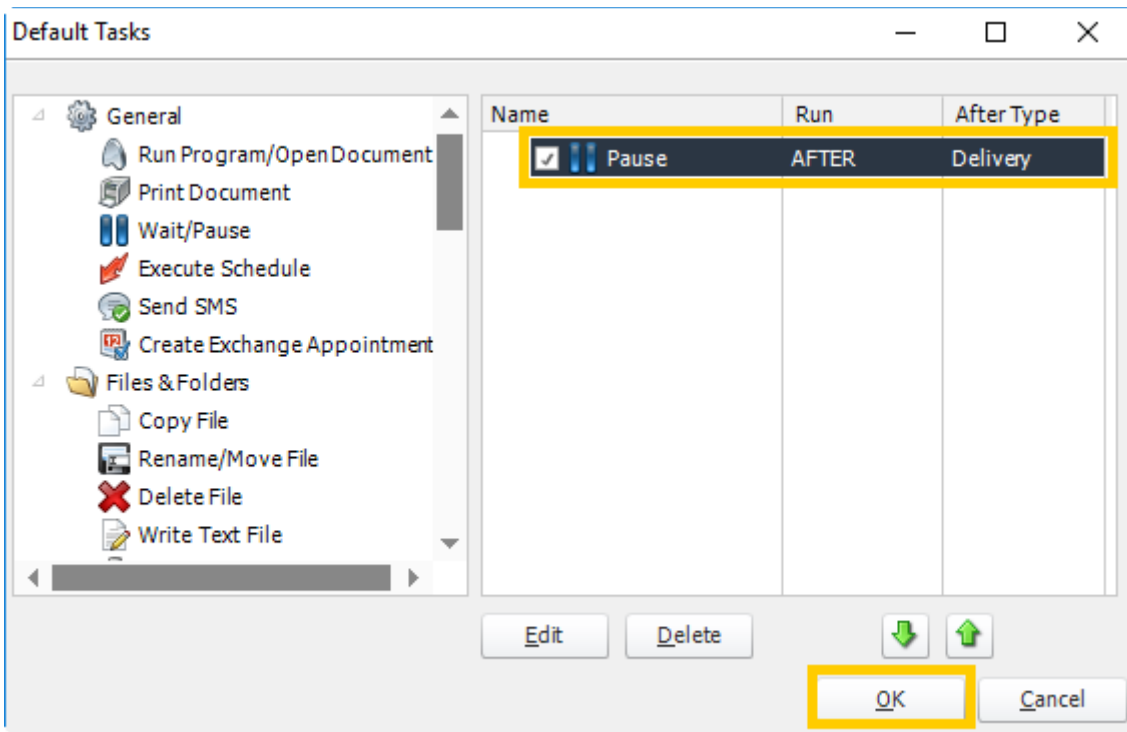 Default Tasks
General
Run Program/Open Document
Print Document
Wait/Pause
Execute Schedule
Send SMS
Create Exchange Appointment
Files & Folders
Copy File
Rename/Move File
Delete File
Write Text File
Name Run After Type
Pause AFTER Delivery
Edit Delete
OK Cancel